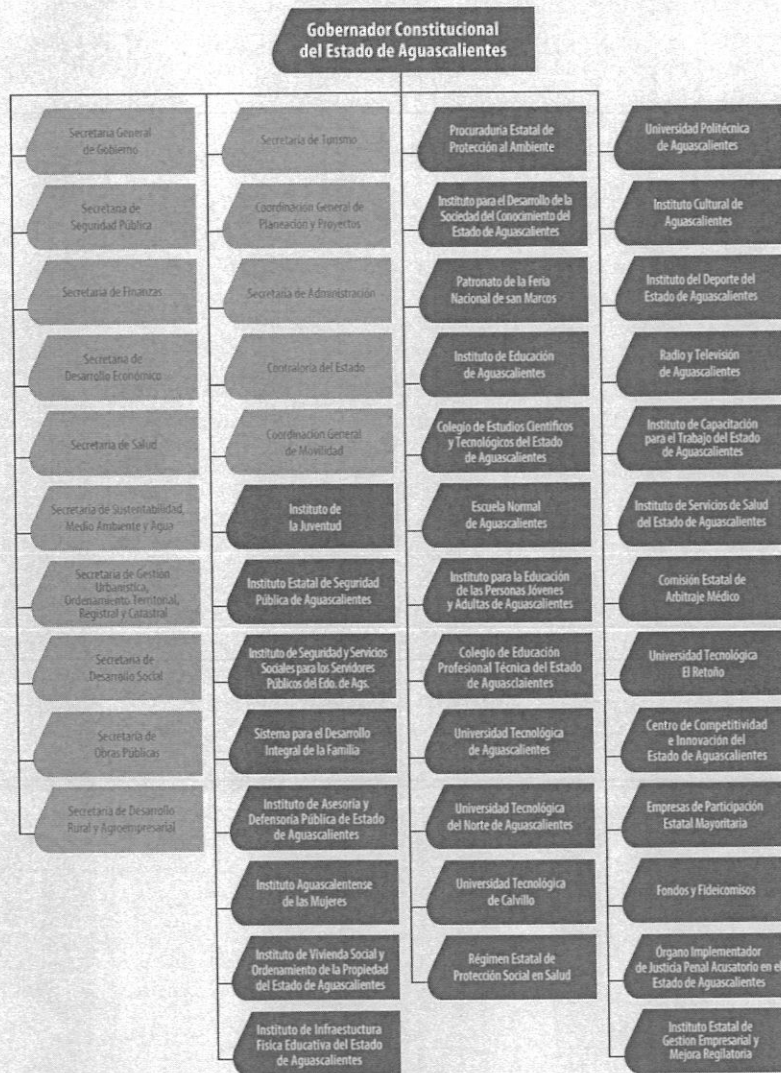 Gobernador Constitucional
del Estado de Aguascalientes
Secretaría General
de Gobierno
Secretaría de
Seguridad Pública
Secretaría de Finanzas
Secretaría de
Desarrollo Económico
Secretaría de Salud
Secretaría de Sustentabilidad,
Medio Ambiente y Agua
Secretaría de Gestión
Urbanística,
Ordenamiento Territorial,
Registral y Catastral
Secretaría de
Desarrollo Social
Secretaría de
Obras Públicas
Secretaría de Desarrollo
Rural y Agroempresarial
Secretaría de Turismo
Coordinación General de
Planeacion y Proyectos
Secretaría de Administración
Contraloría del Estado
Coordinación General
de Movilidad
Instituto de
la Juventud
Instituto Estatal de Seguridad
Pública de Aguascalientes
Instituto de Seguridad y Servicios
Sociales para los Servidores
Públicos del Edo. de Ags.
Sistema para el Desarrollo
Integral de la Familia
Instituto de Asesoría y
Defensoría Pública de Estado
de Aguascalientes
Instituto Aguascalentense
de las Mujeres
Instituto de Vivienda Social y
Ordenamiento de la Propiedad
del Estado de Aguascalientes
Instituto de Infraestuctura
Física Educativa del Estado
de Aguascalientes
Procuraduría Estatal de
Protección al Ambiente
Instituto para el Desarrollo de la
Sociedad del Conocimiento del
Estado de Aguascalientes
Patronato de la Feria
Nacional de san Marcos
Instituto de Educación
de Aguascalientes
Colegio de Estudios Científicos
y Tecnológicos del Estado
de Aguascalientes
Escuela Normal
de Aguascalientes
Instituto para la Educación
de las Personas Jóvenes
y Adultas de Aguascalientes
Colegio de Educación
Profesional Técnica del Estado
de Aguasclaientes
Universidad Tecnológica
de Aguascalientes
Universidad Tecnológica
del Norte de Aguascalientes
Universidad Tecnológica
de Calvillo
Régimen Estatal de
Protección Social en Salud
Universidad Politécnica
de Aguascalientes
Instituto Cultural de
Aguascalientes
Instituto del Deporte del
Estado de Aguascalientes
Radio y Televisión
de Aguascalientes
Instituto de Capacitación
para el Trabajo del Estado
de Aguascalientes
Instituto de Servicios de Salud
del Estado de Aguascalientes
Comisión Estatal de
Arbitraje Médico
Universidad Tecnológica
El Retoño
Centro de Competitividad
e Innovación del
Estado de Aguascalientes
Empresas de Participación
Estatal Mayoritaria
Fondos y Fideicomisos
Órgano Implementador
de Justicia Penal Acusatorio en el
Estado de Aguascalientes
Instituto Estatal de
Gestion Empresarial y
Mejora Regilatoria